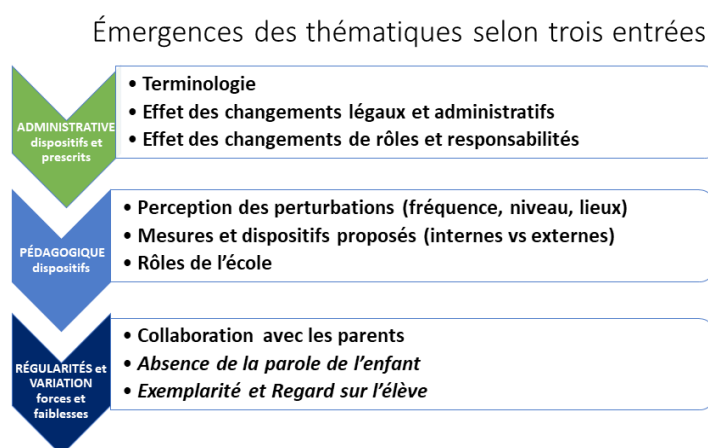 Émergences des thématiques selon trois entrées
ADMINISTRATIVE
dispositifs et
prescrits
• Terminologie
• Effet des changements légaux et administratifs
• Effet des changements de rôles et responsabilités
PÉDAGOGIQUE
dispositifs
• Perception des perturbations (fréquence, niveau, lieux)
• Mesures et dispositifs proposés (internes vs externes)
• Rôles de l’école
RÉGULARITÉS et
VARIATION
forces et
faiblesses
• Collaboration avec les parents
• Absence de la parole de l’enfant
• Exemplarité et Regard sur l’élève